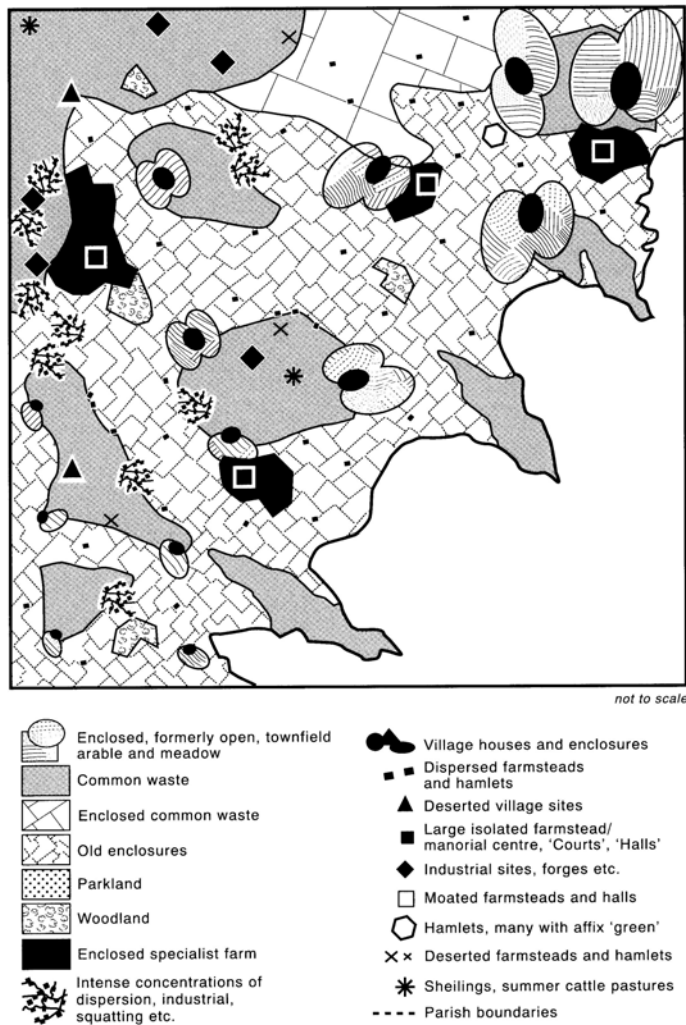 not to scale
Enclosed, formerly open, townfield
arable and meadow
Common waste
Enclosed common waste
Old enclosures
Parkland
Woodland
Enclosed specialist farm
Intense concentrations of
dispersion, industrial,
squatting etc.
Village houses and enclosures
Dispersed farmsteads
and hamlets
Deserted village sites
Large isolated farmstead/
manorial centre, ‘Courts’, ‘Halls’
Industrial sites, forges etc.
Moated farmsteads and halls
Hamlets, many with affix ‘green’
Deserted farmsteads and hamlets
Sheilings, summer cattle pastures
Parish boundaries